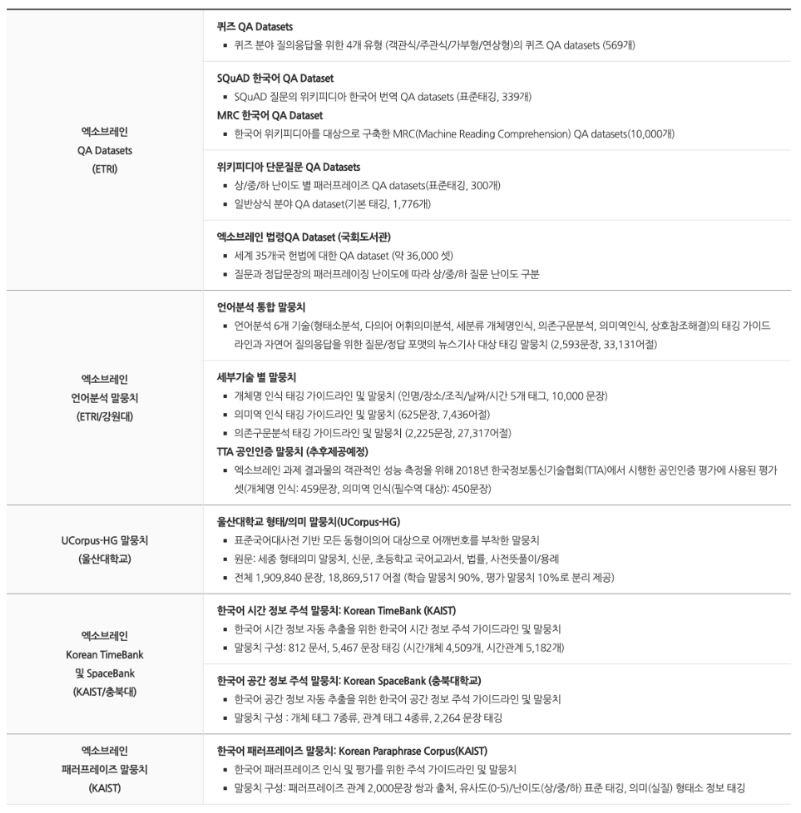 엑소브레인
QA Datasets
(ETRI)
퀴즈 QA Datasets
▪ 퀴즈 분야 질의응답을 위한 4개 유형 (객관식/주관식/가부형/연상형)의 퀴즈 QA datasets (569개)
SQuAD 한국어 QA Dataset
▪ SQuAD 질문의 위키피디아 한국어 번역 QA datasets (표준태깅, 339개)
MRC 한국어 QA Dataset
▪ 한국어 위키피디아를 대상으로 구축한 MRC(Machine Reading Comprehension) QA datasets(10,000개)
위키피디아 단문질문 QA Datasets
▪ 상/중/하 난이도 별 패러프레이즈 QA datasets(표준태깅, 300개)
▪ 일반상식 분야 QA dataset(기본 태깅, 1,776개)
엑소브레인 법령QA Dataset (국회도서관)
▪ 세계 35개국 헌법에 대한 QA dataset (약 36,000 셋)
▪ 질문과 정답문장의 패러프레이징 난이도에 따라 상/중/하 질문 난이도 구분
엑소브레인
언어분석 말뭉치
(ETRI/강원대)
언어분석 통합 말뭉치
▪ 언어분석 6개 기술(형태소분석, 다의어 어휘의미분석, 세분류 개체명인식, 의존구문분석, 의미역인식, 상호참조해결)의 태깅 가이드
라인과 자연어 질의응답을 위한 질문/정답 포맷의 뉴스기사 대상 태깅 말뭉치 (2,593문장, 33,131어절)
세부기술 별 말뭉치
▪ 개체명 인식 태깅 가이드라인 및 말뭉치 (인명/장소/조직/날짜/시간 5개 태그, 10,000 문장)
▪ 의미역 인식 태깅 가이드라인 및 말뭉치 (625문장, 7,436어절)
▪ 의존구문분석 태깅 가이드라인 및 말뭉치 (2,225문장, 27,317어절)
TTA 공인인증 말뭉치 (추후제공예정)
▪ 엑소브레인 과제 결과물의 객관적인 성능 측정을 위해 2018년 한국정보통신기술협회(TTA)에서 시행한 공인인증 평가에 사용된 평가
셋(개체명 인식: 459문장, 의미역 인식(필수역 대상): 450문장)
UCorpus-HG 말뭉치
(울산대학교)
울산대학교 형태/의미 말뭉치(UCorpus-HG)
▪ 표준국어대사전 기반 모든 동형이의어 대상으로 어깨번호를 부착한 말뭉치
▪ 원문: 세종 형태의미 말뭉치, 신문, 초등학교 국어교과서, 법률, 사전뜻풀이/용례
▪ 전체 1,909,840 문장, 18,869,517 어절 (학습 말뭉치 90%, 평가 말뭉치 10%로 분리 제공)
엑소브레인
Korean TimeBank
및 SpaceBank
(KAIST/충북대)
한국어 시간 정보 주석 말뭉치: Korean TimeBank (KAIST)
▪ 한국어 시간 정보 자동 추출을 위한 한국어 시간 정보 주석 가이드라인 및 말뭉치
▪ 말뭉치 구성: 812 문서, 5,467 문장 태깅 (시간개체 4,509개, 시간관계 5,182개)
한국어 공간 정보 주석 말뭉치: Korean SpaceBank (충북대학교)
▪ 한국어 공간 정보 자동 추출을 위한 한국어 공간 정보 주석 가이드라인 및 말뭉치
▪ 말뭉치 구성 : 개체 태그 7종류, 관계 태그 4종류, 2,264 문장 태깅
엑소브레인
패러프레이즈 말뭉치
(KAIST)
한국어 패러프레이즈 말뭉치: Korean Paraphrase Corpus(KAIST)
▪ 한국어 패러프레이즈 인식 및 평가를 위한 주석 가이드라인 및 말뭉치
▪ 말뭉치 구성: 패러프레이즈 관계 2,000문장 쌍과 출처, 유사도(0-5)/난이도(상/중/하) 표준 태깅, 의미(실질) 형태소 정보 태깅